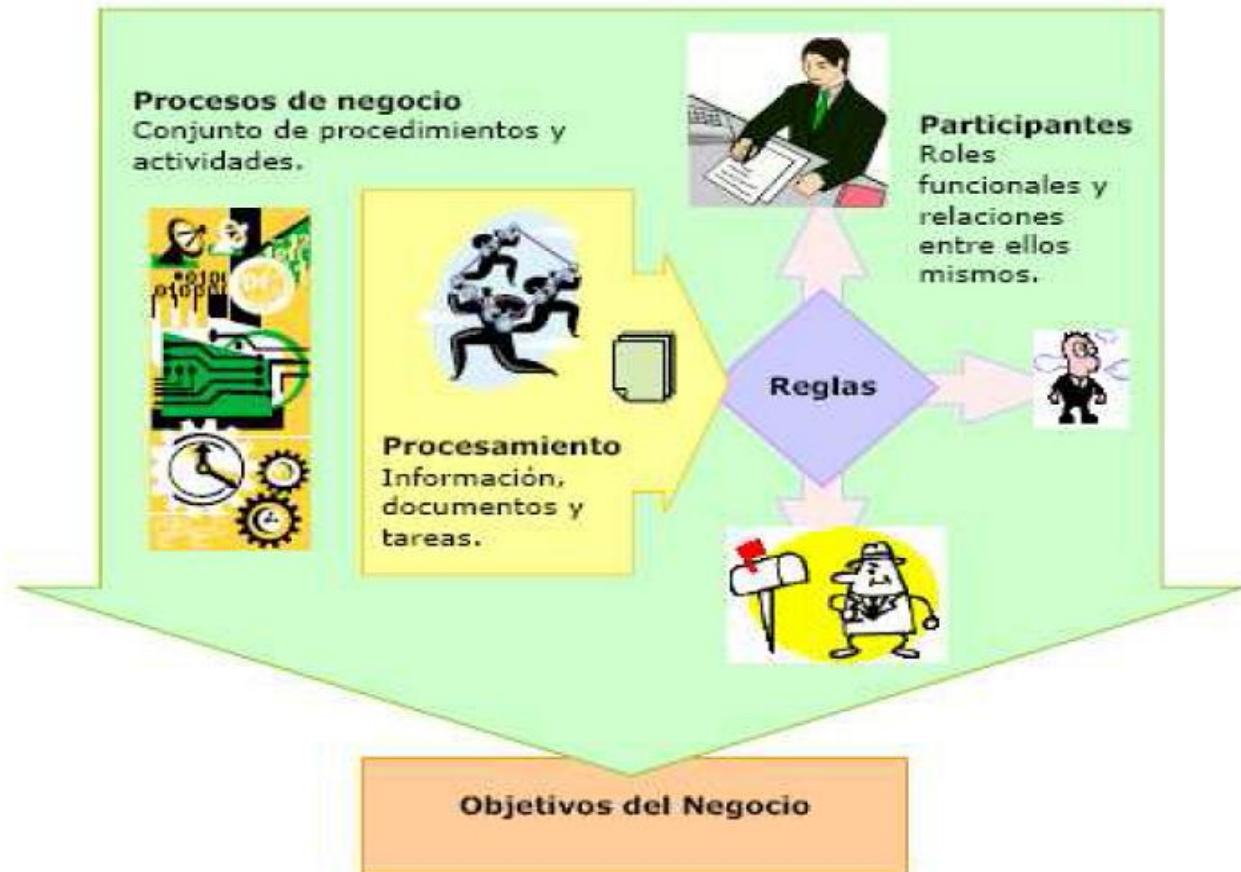 Procesos de negocio
Conjunto de procedimientos y
actividades.
Participantes
Roles
funcionales y
relaciones
entre ellos
mismos.
Reglas
Procesamiento
Información,
documentos y
tareas.
Objetivos del Negocio